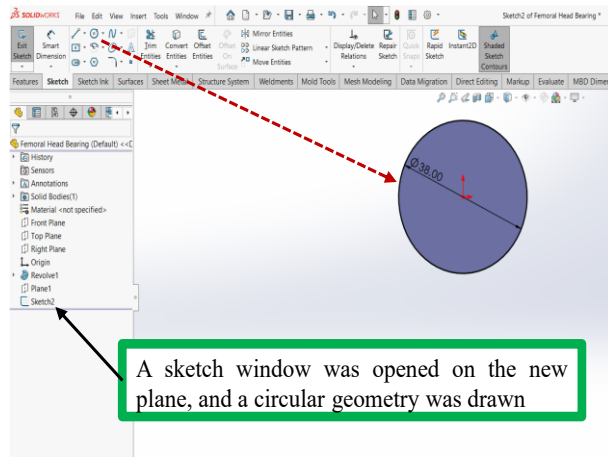 SOLIDWORKS File Edit View Insert Tools Window Sketch2 of Femoral Head Bearing *
Exit Sketch Smart Dimension Trim Entities Convert Entities Offset Entities Offset On Surface Mirror Entities Linear Sketch Pattern Move Entities Display/Delete Relations Repair Sketch Quick Snaps Rapid Sketch Instant2D Shaded Sketch Contours
Features Sketch Sketch Ink Surfaces Sheet Metal Structure System Weldments Mold Tools Mesh Modeling Data Migration Direct Editing Markup Evaluate MBD Dimen
Femoral Head Bearing (Default) <<D
History
Sensors
Annotations
Solid Bodies(1)
Material <not specified>
Front Plane
Top Plane
Right Plane
Origin
Revolve1
Plane1
Sketch2
Ø38.00
A sketch window was opened on the new
plane, and a circular geometry was drawn